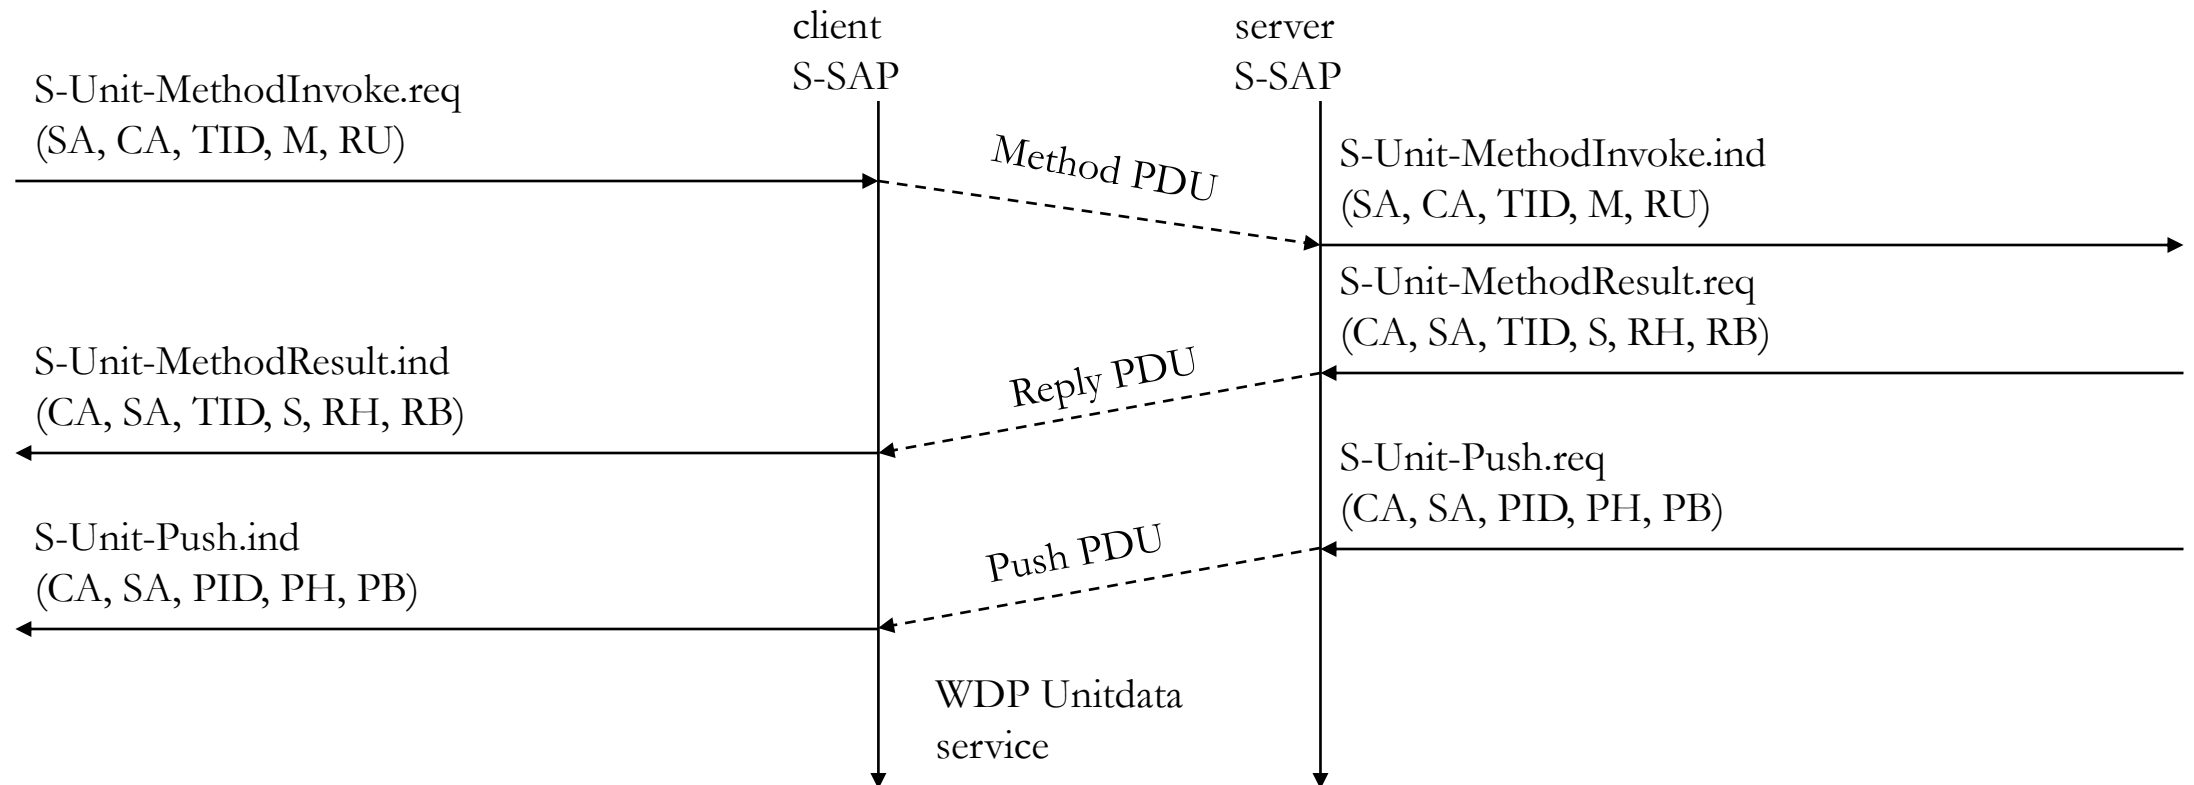 client
S-SAP
server
S-SAP
S-Unit-MethodInvoke.req
(SA, CA, TID, M, RU)
Method PDU
S-Unit-MethodInvoke.ind
(SA, CA, TID, M, RU)
S-Unit-MethodResult.req
(CA, SA, TID, S, RH, RB)
Reply PDU
S-Unit-MethodResult.ind
(CA, SA, TID, S, RH, RB)
S-Unit-Push.req
(CA, SA, PID, PH, PB)
Push PDU
S-Unit-Push.ind
(CA, SA, PID, PH, PB)
WDP Unitdata
service